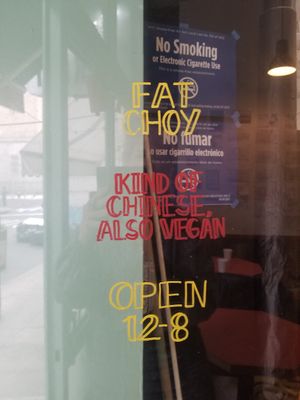 No Smoking
or Electronic Cigarette Use
FAT
CHOY
No fumar
o usar cigarrillo electrónico
KIND OF
CHINESE,
ALSO VEGAN
OPEN
12-8